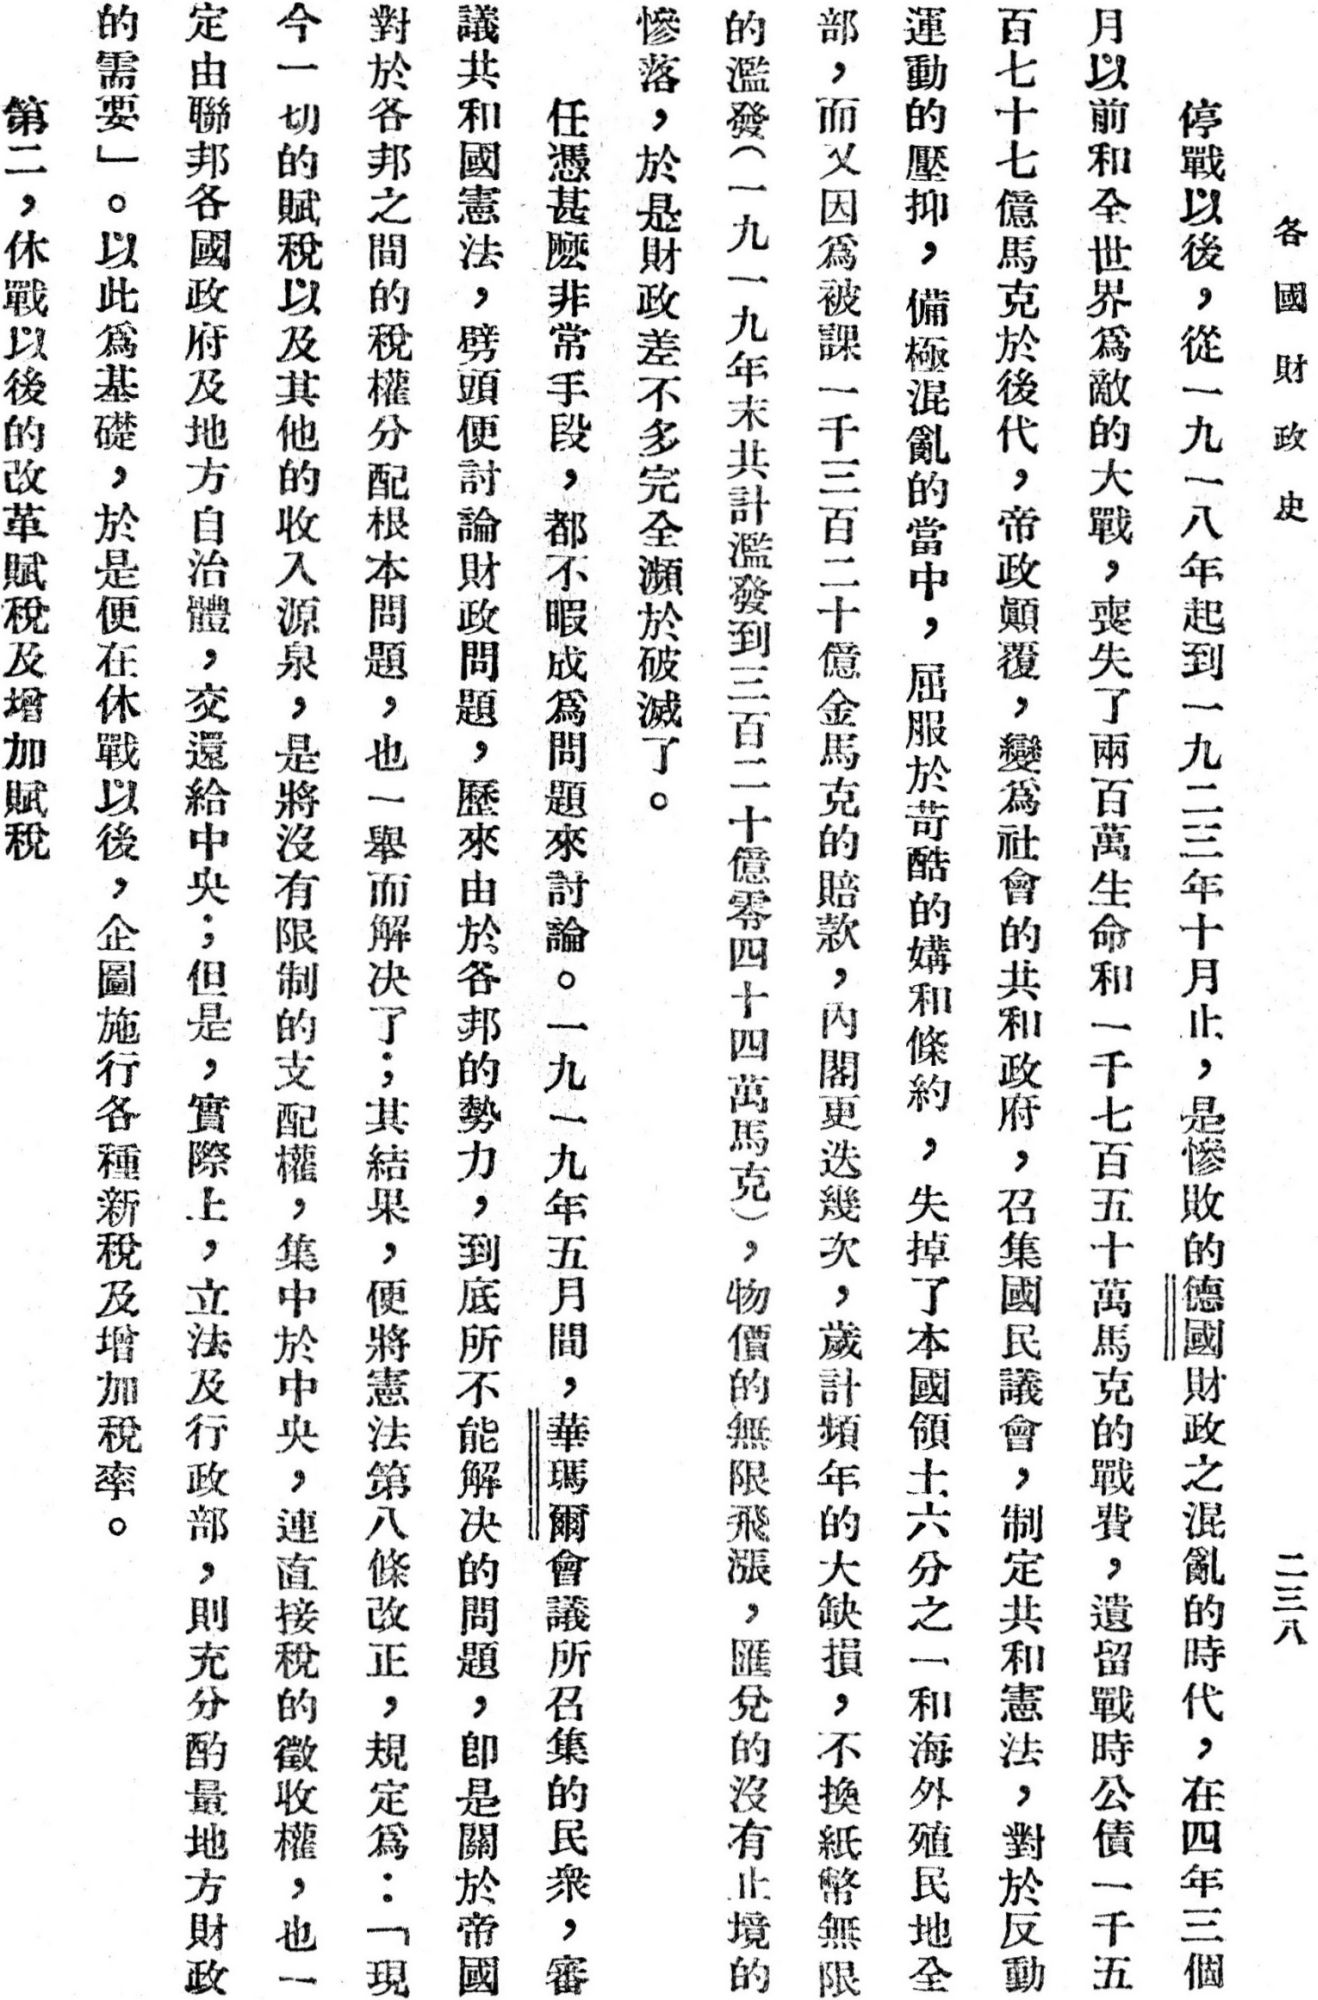 各國財政史
二三八
停戰以後，從一九一八年起到一九二三年十月止，是慘敗的德國財政之混亂的時代，在四年三個
月以前和全世界爲敵的大戰，喪失了兩百萬生命和一千七百五十萬馬克的戰費，遺留戰時公債一千五
百七十七億馬克於後代，帝政顚覆，變爲社會的共和政府，召集國民議會，制定共和憲法，對於反動
運動的壓抑，備極混亂的當中，屈服於苛酷的媾和條約，失掉了本國領土六分之一和海外殖民地全
部，而又因爲被課一千三百二十億金馬克的賠款，內閣更迭幾次，歲計頻年的大缺損，不換紙幣無限
的濫發（一九一九年末共計濫發到三百二十億零四十四萬馬克），物價的無限飛漲，匯兌的沒有止境的
慘落，於是財政差不多完全瀕於破滅了。
任憑甚麽非常手段，都不暇成爲問題來討論。一九一九年五月間，華瑪爾會議所召集的民衆，審
議共和國憲法，劈頭便討論財政問題，歷來由於各邦的勢力，到底所不能解决的問題，卽是關於帝國
對於各邦之間的稅權分配根本問題，也一舉而解决了；其結果，便將憲法第八條改正，規定爲：「現
今一切的賦稅以及其他的收入源泉，是將沒有限制的支配權，集中於中央，連直接稅的徵收權，也一
定由聯邦各國政府及地方自治體，交還給中央；但是，實際上，立法及行政部，則充分酌量地方財政
的需要」。以此爲基礎，於是便在休戰以後，企圖施行各種新稅及增加稅率。
第二，休戰以後的改革賦稅及增加賦稅